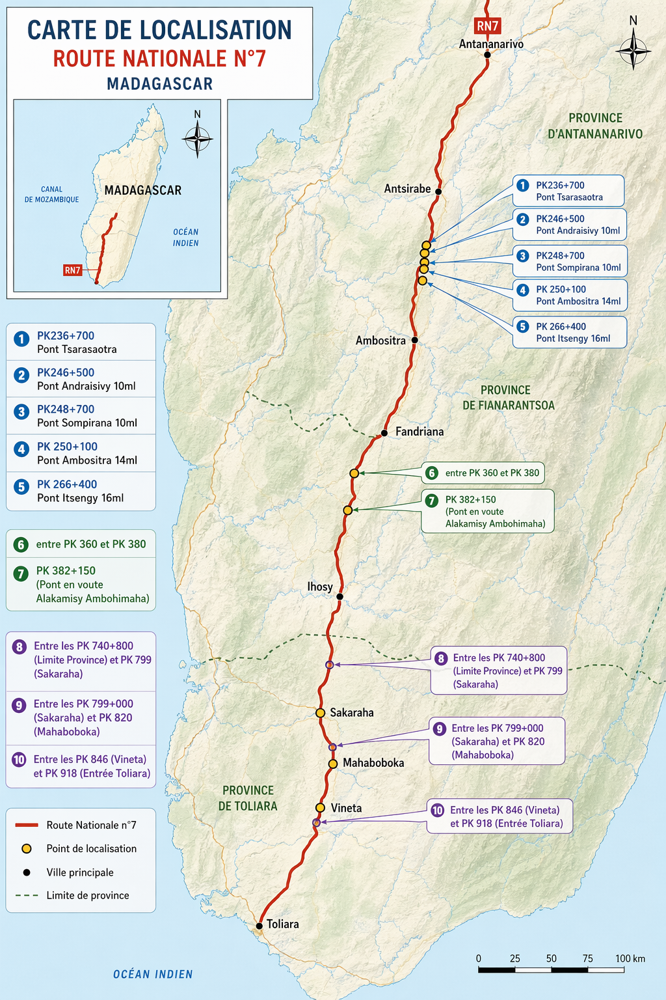 CARTE DE LOCALISATION
ROUTE NATIONALE N°7
MADAGASCAR
N
CANAL
DE MOZAMBIQUE
MADAGASCAR
OCÉAN
INDIEN
RN7
RN7
Antananarivo
N
PROVINCE
D'ANTANANARIVO
Antsirabe
1 PK236+700
Pont Tsarasaotra
2 PK246+500
Pont Andraisivy 10ml
3 PK248+700
Pont Sompirana 10ml
4 PK 250+100
Pont Ambositra 14ml
5 PK 266+400
Pont Itsengy 16ml
Ambositra
PROVINCE
DE FIANARANTSOA
Fandriana
6 entre PK 360 et PK 380
7 PK 382+150
(Pont en voute
Alakamisy Ambohimaha)
Ihosy
8 Entre les PK 740+800
(Limite Province) et PK 799
(Sakaraha)
Sakaraha
9 Entre les PK 799+000
(Sakaraha) et PK 820
(Mahaboboka)
Mahaboboka
PROVINCE
DE TOLIARA
Vineta
10 Entre les PK 846 (Vineta)
et PK 918 (Entrée Toliara)
Toliara
1 PK236+700
Pont Tsarasaotra
2 PK246+500
Pont Andraisivy 10ml
3 PK248+700
Pont Sompirana 10ml
4 PK 250+100
Pont Ambositra 14ml
5 PK 266+400
Pont Itsengy 16ml
6 entre PK 360 et PK 380
7 PK 382+150
(Pont en voute
Alakamisy Ambohimaha)
8 Entre les PK 740+800
(Limite Province) et PK 799
(Sakaraha)
9 Entre les PK 799+000
(Sakaraha) et PK 820
(Mahaboboka)
10 Entre les PK 846 (Vineta)
et PK 918 (Entrée Toliara)
Route Nationale n°7
Point de localisation
Ville principale
Limite de province
OCÉAN INDIEN
0 25 50 75 100 km